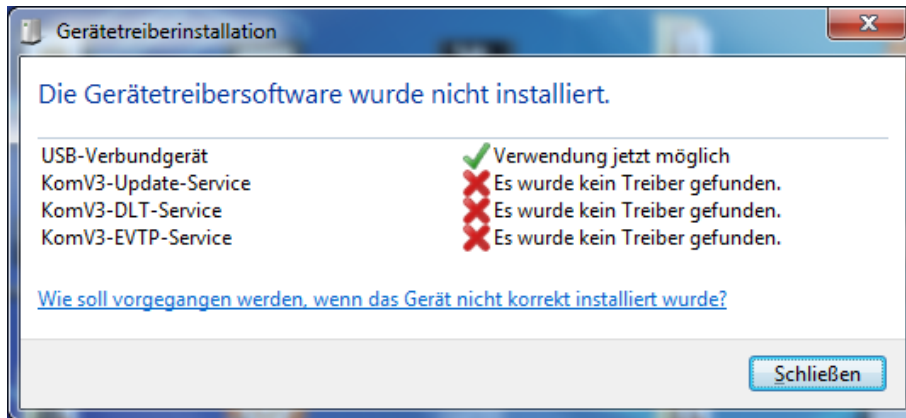 Gerätetreiberinstallation
Die Gerätetreibersoftware wurde nicht installiert.
USB-Verbundgerät Verwendung jetzt möglich
KomV3-Update-Service Es wurde kein Treiber gefunden.
KomV3-DLT-Service Es wurde kein Treiber gefunden.
KomV3-EVTP-Service Es wurde kein Treiber gefunden.
Wie soll vorgegangen werden, wenn das Gerät nicht korrekt installiert wurde?
Schließen